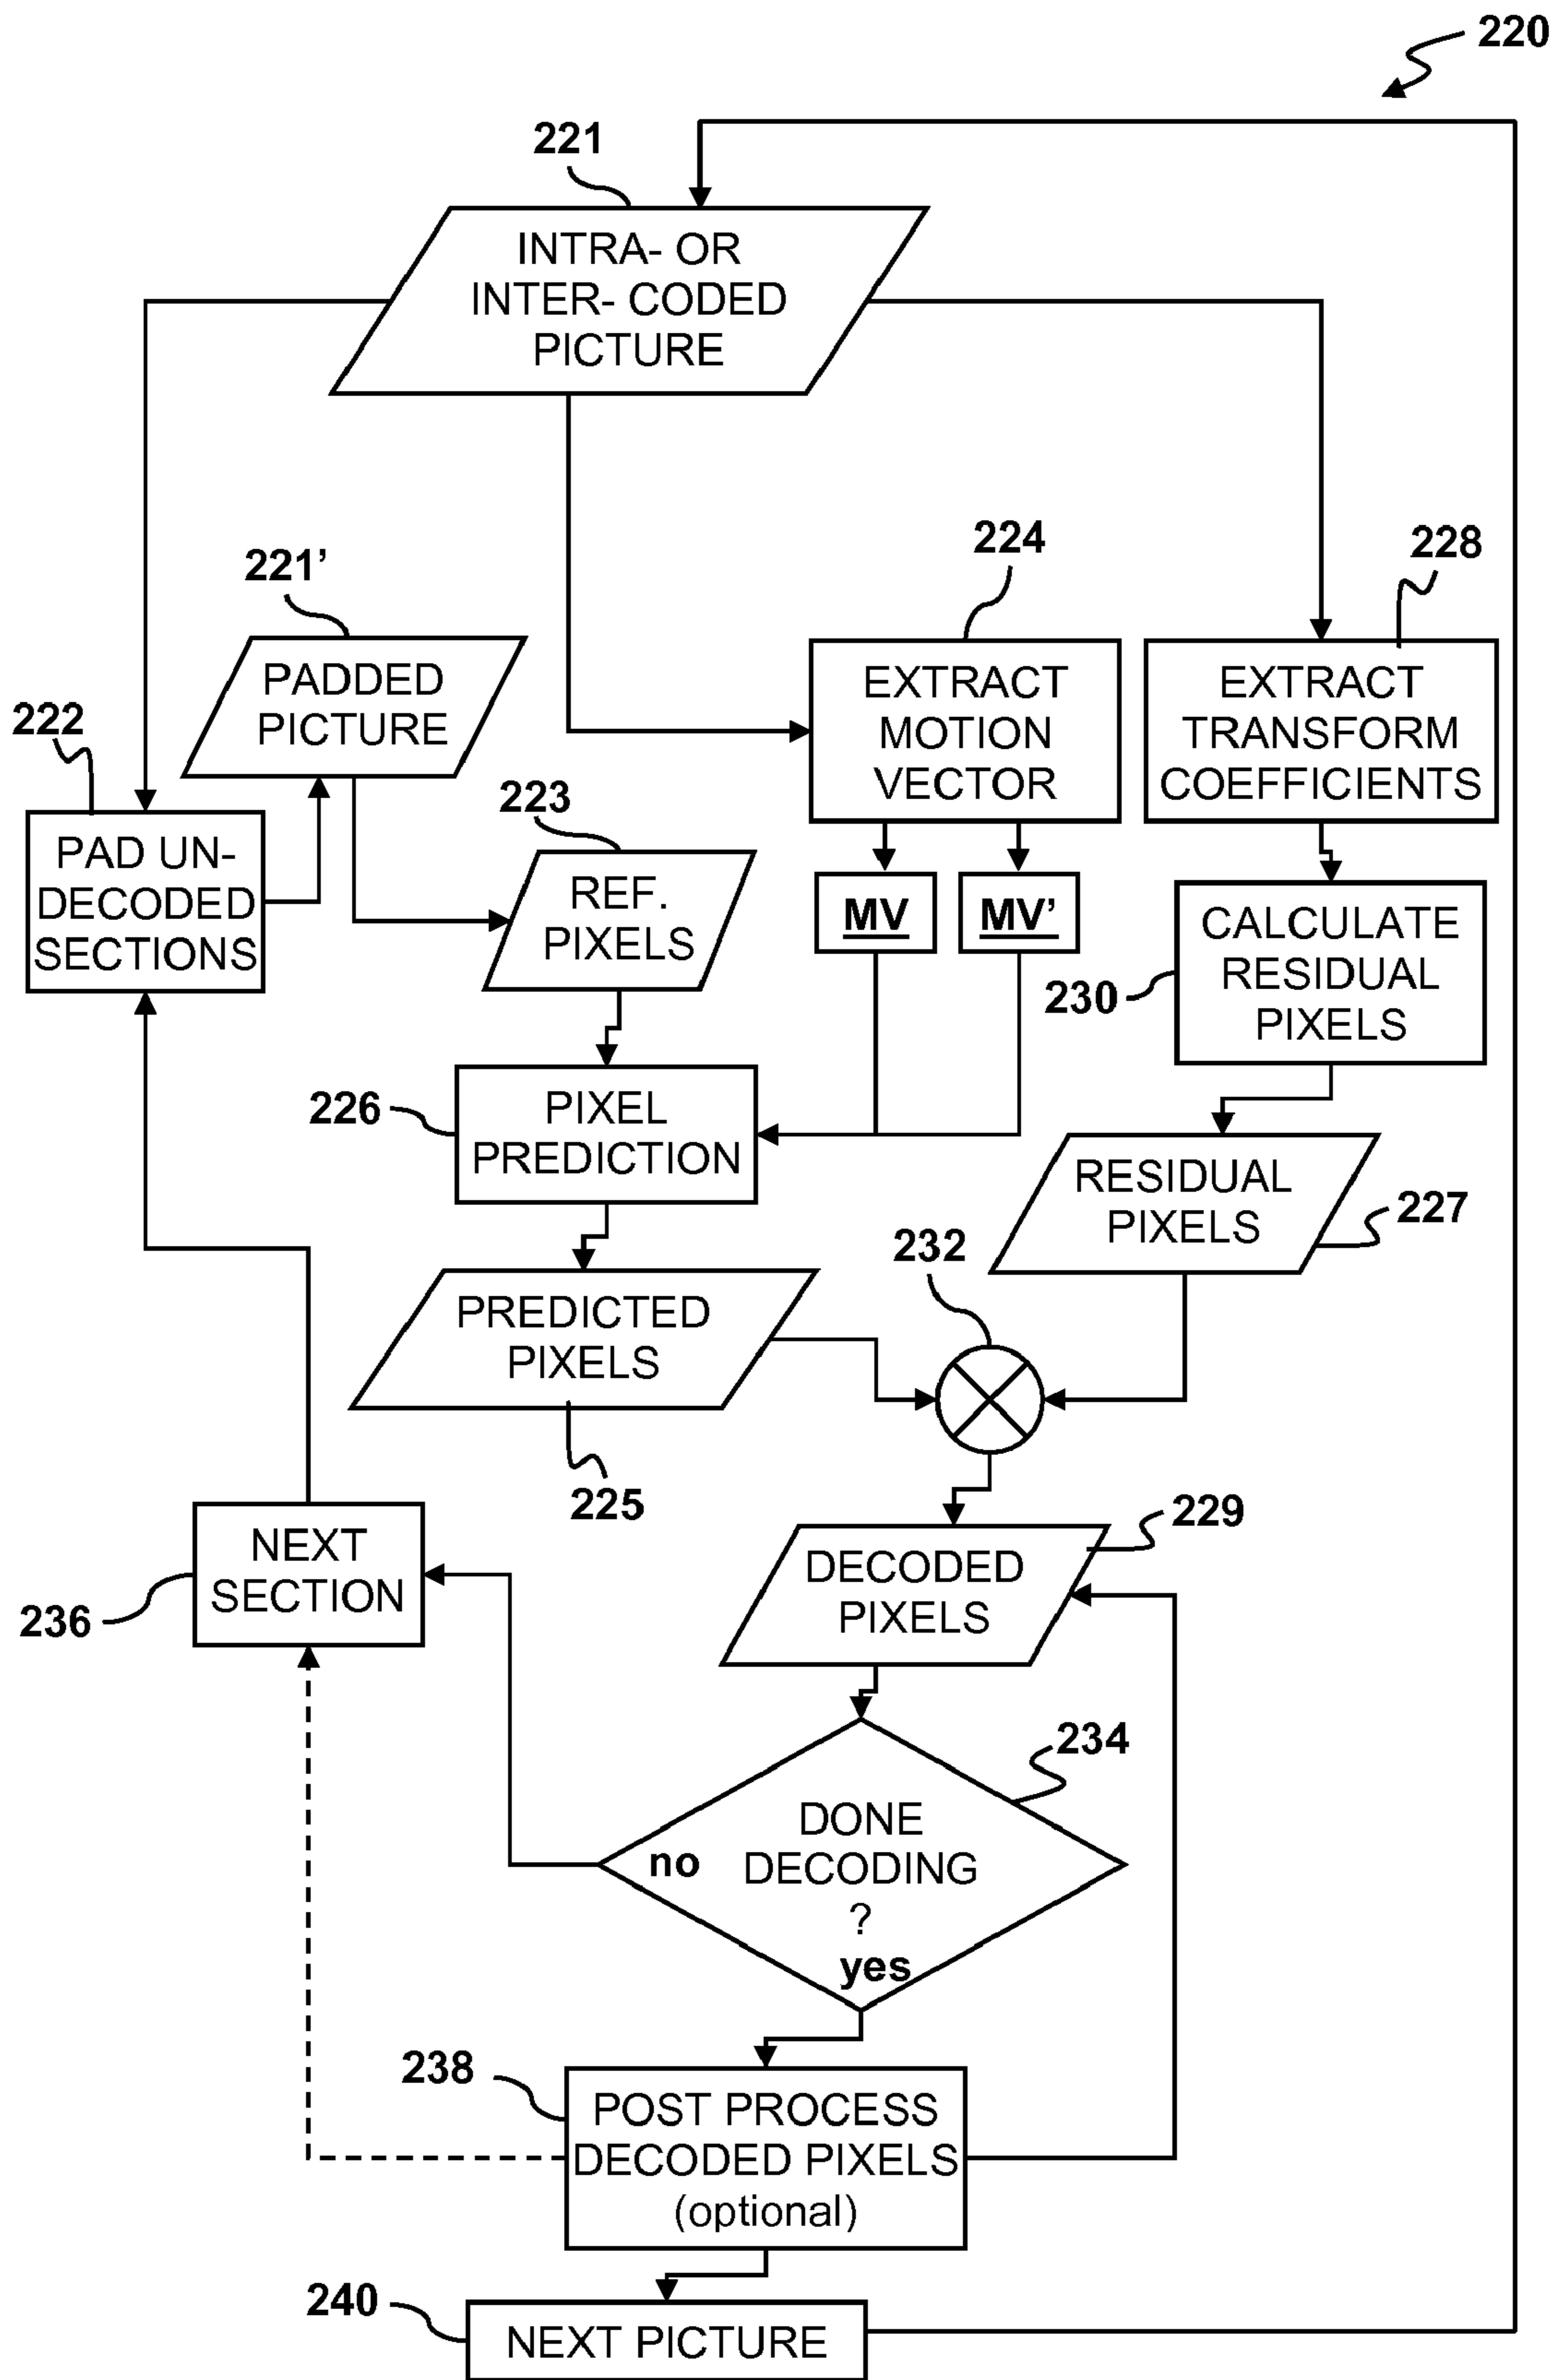 220
221
INTRA- OR
INTER- CODED
PICTURE
221’
PADDED
PICTURE
224
EXTRACT
MOTION
VECTOR
228
EXTRACT
TRANSFORM
COEFFICIENTS
222
PAD UN-
DECODED
SECTIONS
223
REF.
PIXELS
MV
MV’
230
CALCULATE
RESIDUAL
PIXELS
226
PIXEL
PREDICTION
RESIDUAL
PIXELS
227
232
PREDICTED
PIXELS
225
229
DECODED
PIXELS
NEXT
SECTION
236
234
DONE
DECODING
?
no
yes
238
POST PROCESS
DECODED PIXELS
(optional)
240
NEXT PICTURE